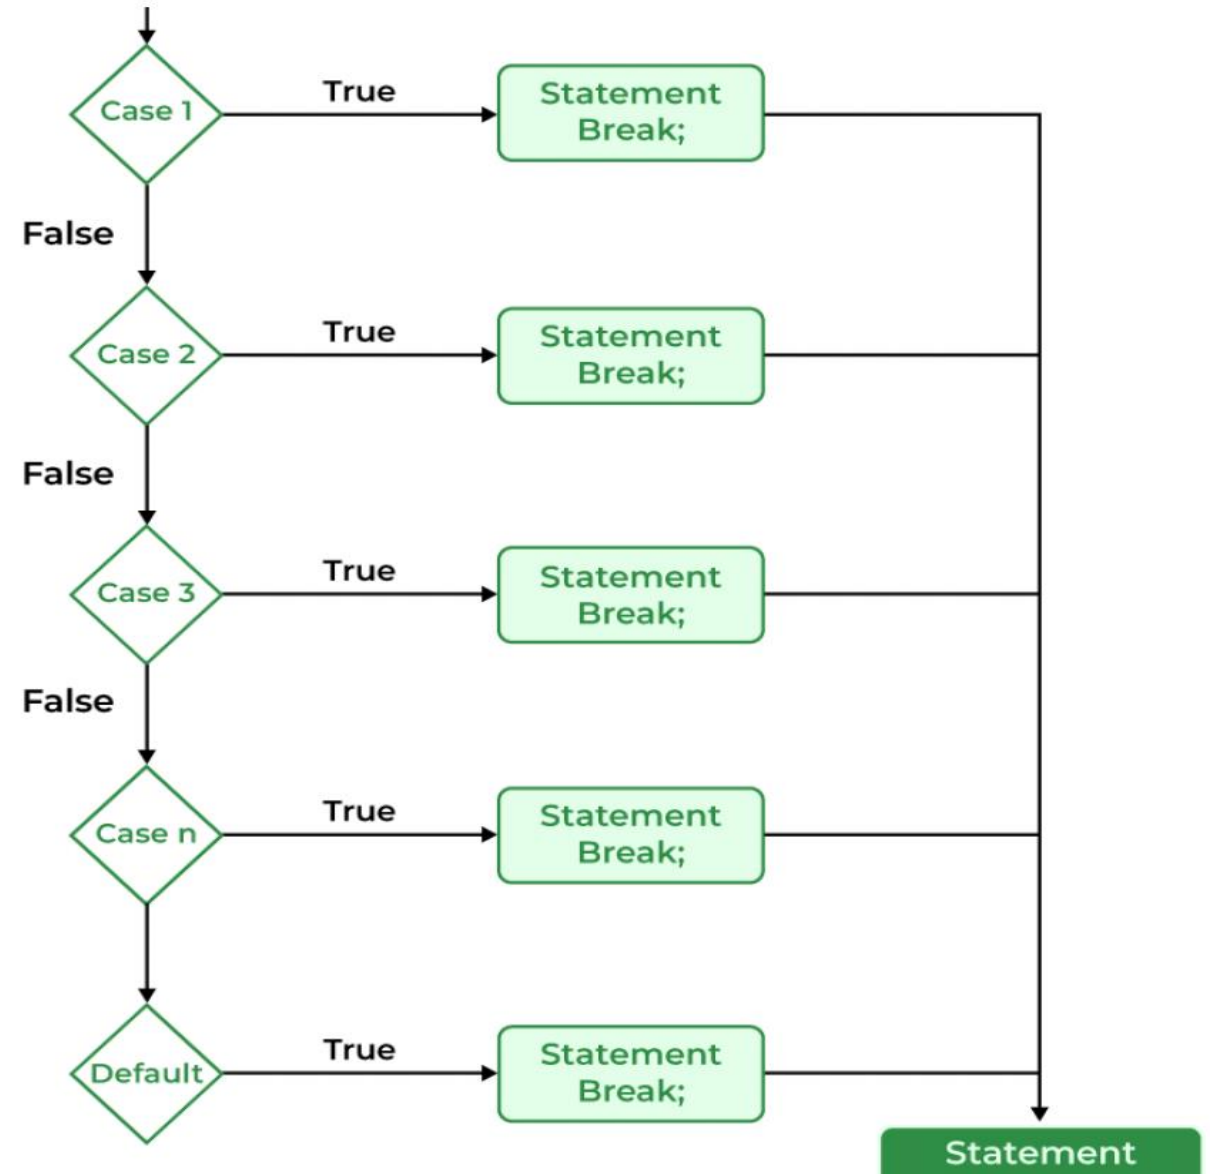 True
Case 1
Statement
Break;
False
True
Case 2
Statement
Break;
False
True
Case 3
Statement
Break;
False
True
Case n
Statement
Break;
True
Default
Statement
Break;
Statement